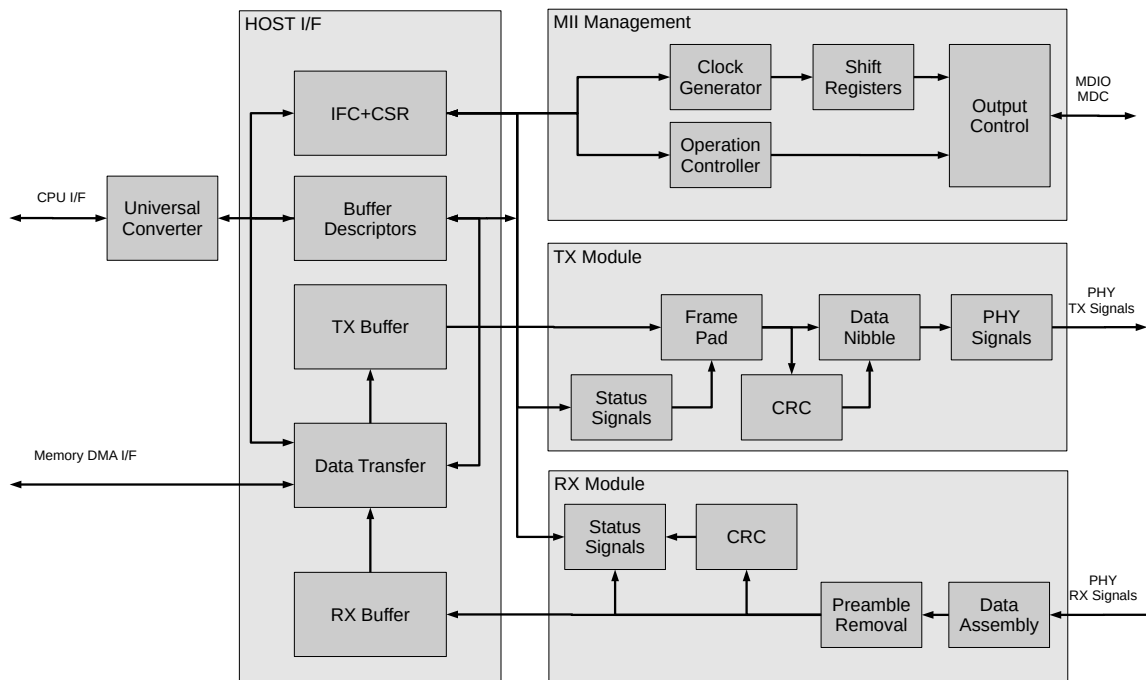 HOST I/F
MII Management
IFC+CSR
Clock
Generator
Shift
Registers
Output
Control
MDIO
MDC
Operation
Controller
CPU I/F
Universal
Converter
Buffer
Descriptors
TX Module
TX Buffer
Frame
Pad
Data
Nibble
PHY
Signals
PHY
TX Signals
Status
Signals
CRC
Memory DMA I/F
Data Transfer
RX Module
Status
Signals
CRC
RX Buffer
Preamble
Removal
Data
Assembly
PHY
RX Signals